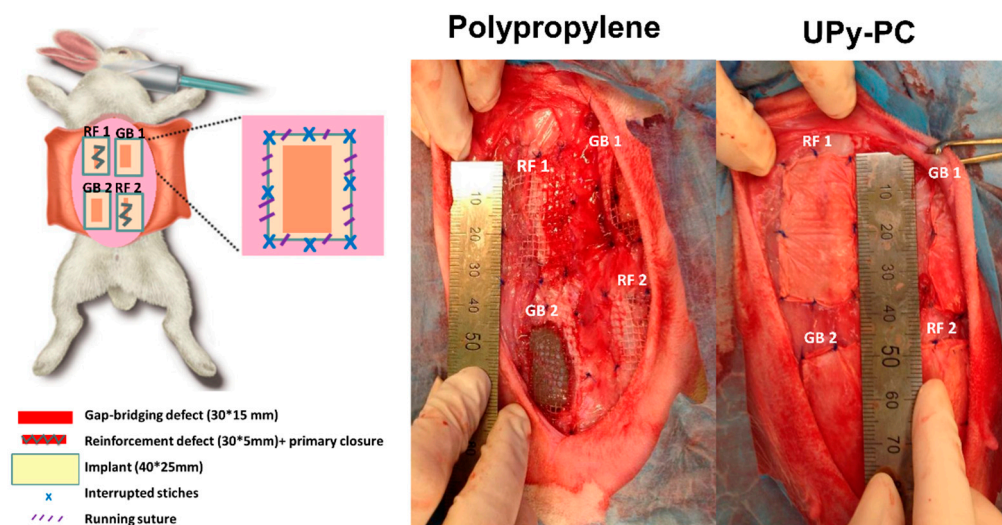 Polypropylene
UPy-PC
RF 1
GB 1
GB 2
RF 2
Gap-bridging defect (30*15 mm)
Reinforcement defect (30*5mm)+ primary closure
Implant (40*25mm)
x Interrupted stiches
Running suture
RF 1
GB 1
GB 2
RF 2
10
20
30
40
50
RF 1
GB 1
GB 2
RF 2
10
20
30
40
50
60
70